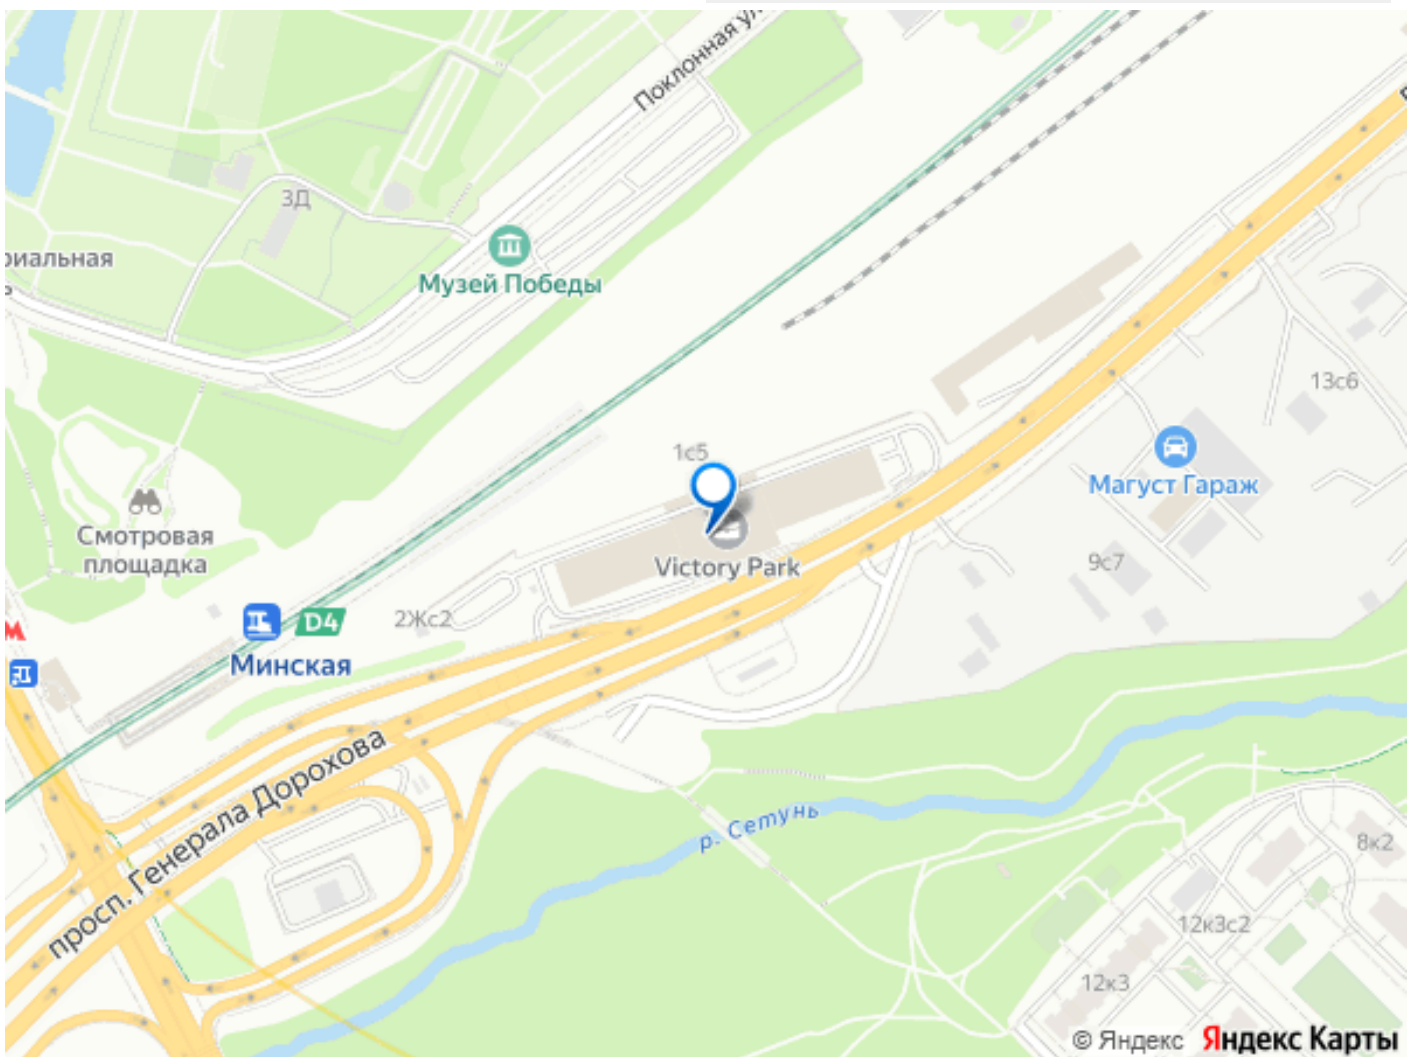 Поклонная ул.
3Д
Музей Победы
1с5
13с6
Магуст Гараж
Смотровая
площадка
Victory Park
9с7
2Жс2
D4
Минская
просп. Генерала Дорохова
р. Сетунь
8к2
12к3с2
12к3
© Яндекс Яндекс Карты